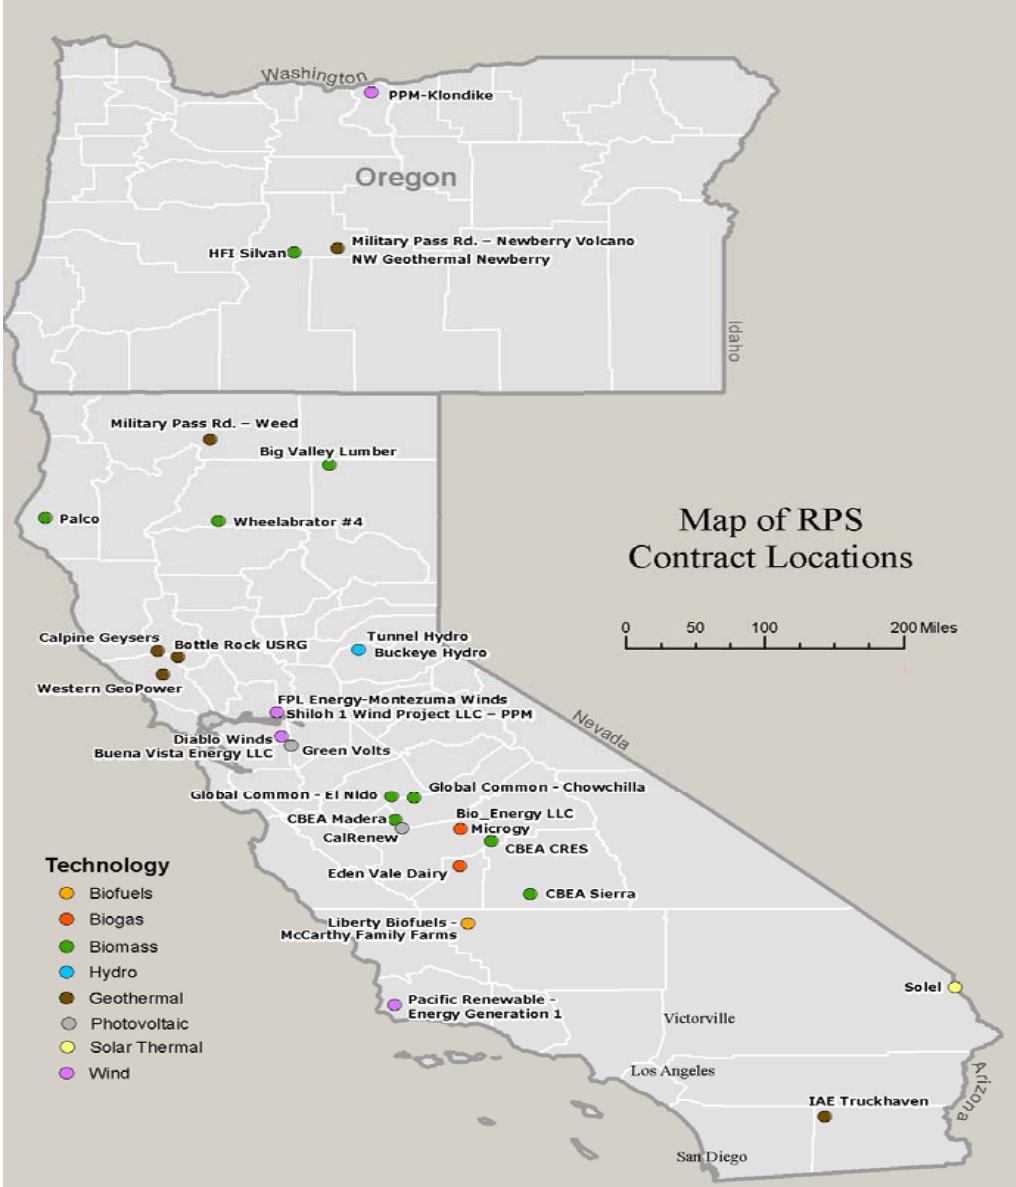 Washington
PPM-Klondike
Oregon
Military Pass Rd. – Newberry Volcano
HFI Silvan
NW Geothermal Newberry
Idaho
Military Pass Rd. – Weed
Big Valley Lumber
Palco
Wheelabrator #4
Map of RPS
Contract Locations
0 50 100 200 Miles
Calpine Geysers
Bottle Rock USRG
Tunnel Hydro
Buckeye Hydro
Western GeoPower
FPL Energy-Montezuma Winds
Shiloh 1 Wind Project LLC – PPM
Nevada
Diablo Winds
Buena Vista Energy LLC
Green Volts
Global Common - El Nido
Global Common - Chowchilla
CBEA Madera
Bio_Energy LLC
Microgy
CalRenew
CBEA CRES
Eden Vale Dairy
CBEA Sierra
Liberty Biofuels -
McCarthy Family Farms
Technology
Biofuels
Biogas
Biomass
Hydro
Geothermal
Photovoltaic
Solar Thermal
Wind
Solel
Pacific Renewable -
Energy Generation 1
Victorville
Los Angeles
Arizona
IAE Truckhaven
San Diego